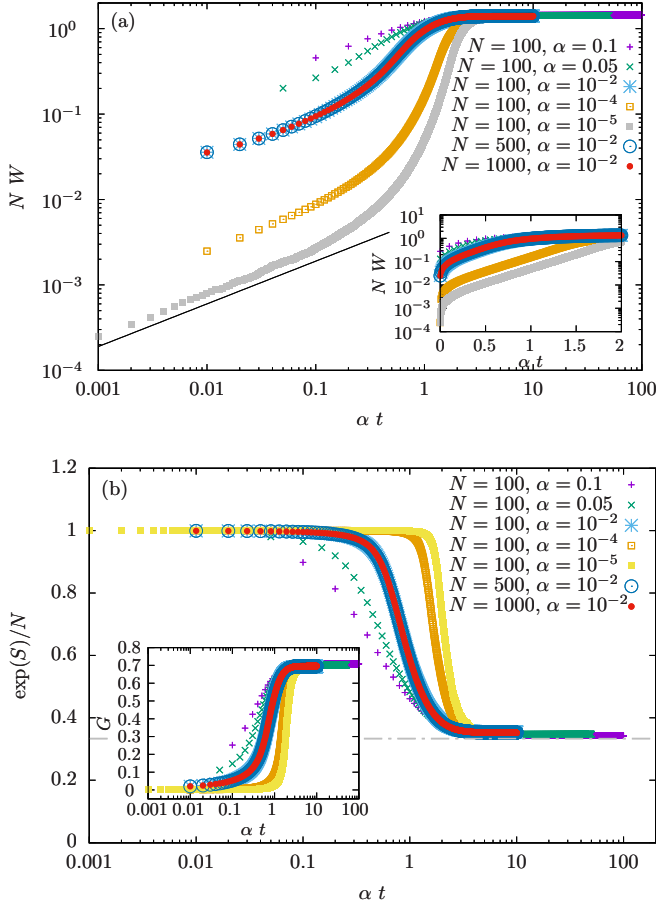 (a)
10^0
10^{-1}
10^{-2}
10^{-3}
10^{-4}
N W
0.001 0.01 0.1 1 10 100
α t
N = 100, α = 0.1
N = 100, α = 0.05
N = 100, α = 10^{-2}
N = 100, α = 10^{-4}
N = 100, α = 10^{-5}
N = 500, α = 10^{-2}
N = 1000, α = 10^{-2}
10^1
10^0
10^{-1}
10^{-2}
10^{-3}
10^{-4}
N W
0 0.5 1 1.5 2
α t
(b)
1.2
1
0.8
0.6
0.4
0.2
0
exp(S)/N
0.001 0.01 0.1 1 10 100
α t
N = 100, α = 0.1
N = 100, α = 0.05
N = 100, α = 10^{-2}
N = 100, α = 10^{-4}
N = 100, α = 10^{-5}
N = 500, α = 10^{-2}
N = 1000, α = 10^{-2}
0.8
0.7
0.6
0.5
0.4
0.3
0.2
0.1
0
G
0.001 0.01 0.1 1 10 100
α t